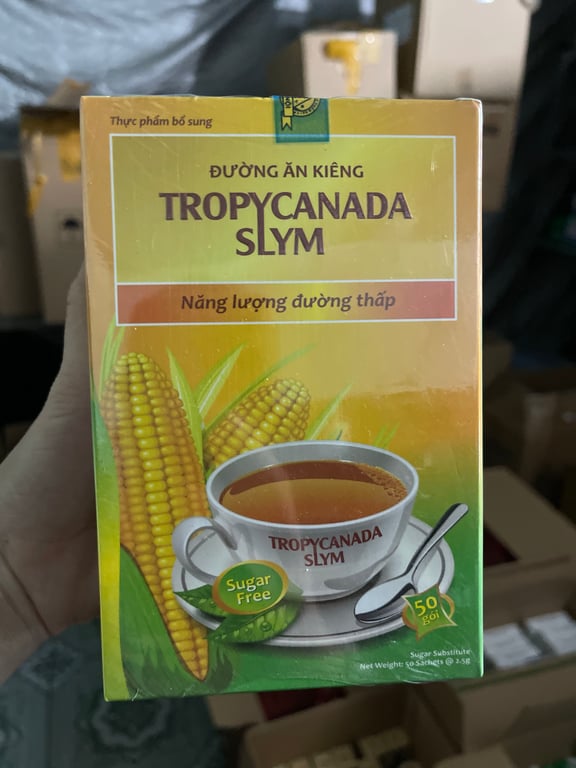 Thực phẩm bổ sung
ĐƯỜNG ĂN KIÊNG
TROPYCANADA
SLYM
Năng lượng đường thấp
TROPYCANADA
SLYM
Sugar
Free
50
gói
Sugar Substitute
Net Weight: 50 Sachets @ 2.5g